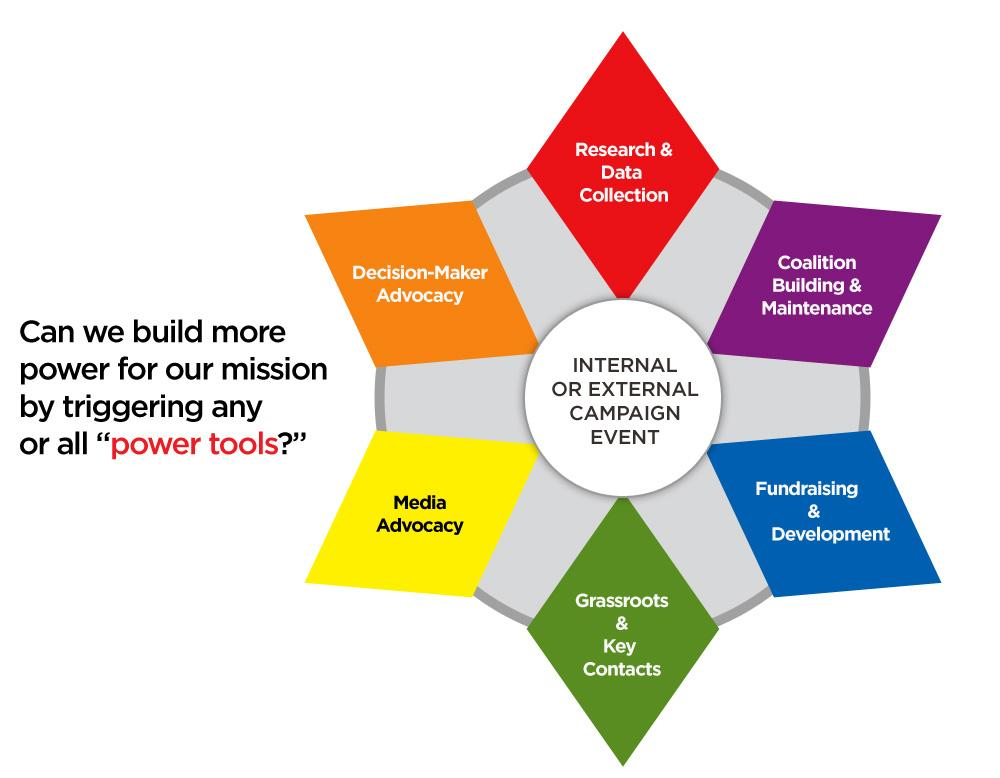 Can we build more
power for our mission
by triggering any
or all “power tools?”
Research &
Data
Collection
Coalition
Building &
Maintenance
Fundraising
&
Development
Grassroots
&
Key
Contacts
Media
Advocacy
Decision-Maker
Advocacy
INTERNAL
OR EXTERNAL
CAMPAIGN
EVENT